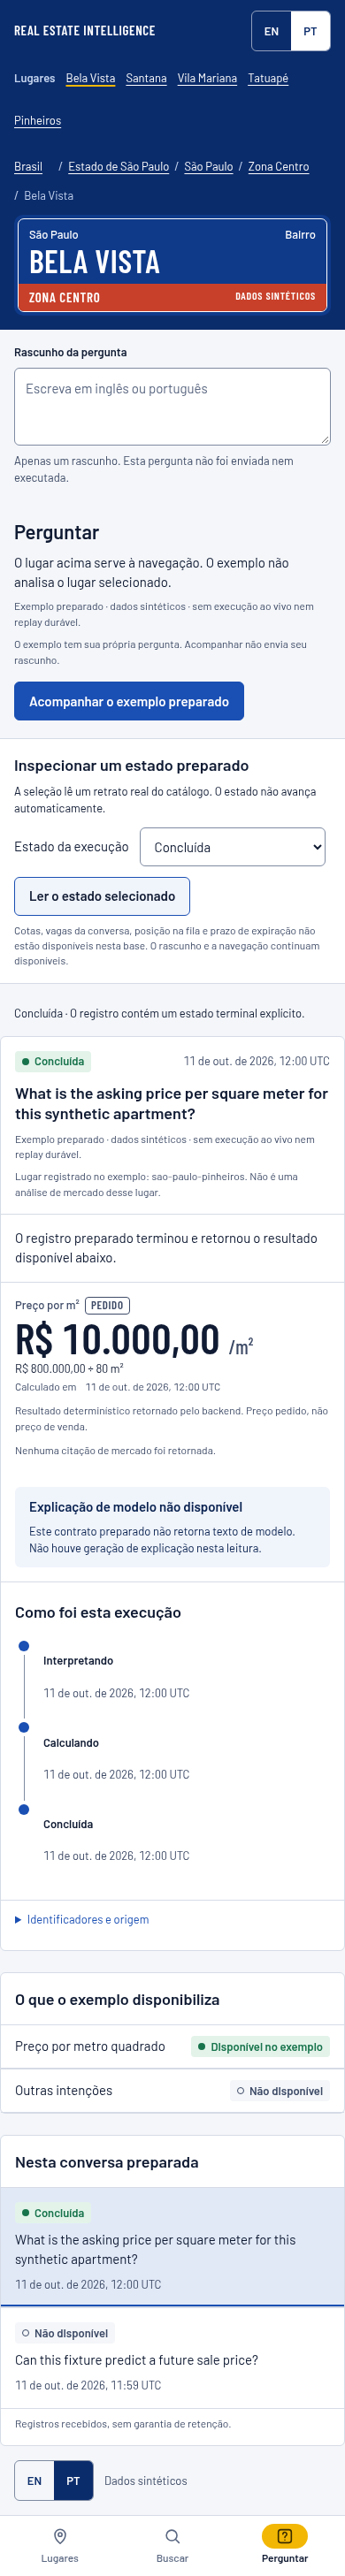 REAL ESTATE INTELLIGENCE
EN PT
Lugares Bela Vista Santana Vila Mariana Tatuapé
Pinheiros
Brasil / Estado de São Paulo / São Paulo / Zona Centro
/ Bela Vista
São Paulo Bairro
BELA VISTA
ZONA CENTRO DADOS SINTÉTICOS
Rascunho da pergunta
Escreva em inglês ou português
Apenas um rascunho. Esta pergunta não foi enviada nem
executada.
Perguntar
O lugar acima serve à navegação. O exemplo não
analisa o lugar selecionado.
Exemplo preparado · dados sintéticos · sem execução ao vivo nem
replay durável.
O exemplo tem sua própria pergunta. Acompanhar não envia seu
rascunho.
Acompanhar o exemplo preparado
Inspecionar um estado preparado
A seleção lê um retrato real do catálogo. O estado não avança
automaticamente.
Estado da execução Concluída
Ler o estado selecionado
Cotas, vagas da conversa, posição na fila e prazo de expiração não
estão disponíveis nesta base. O rascunho e a navegação continuam
disponíveis.
Concluída · O registro contém um estado terminal explícito.
Concluída 11 de out. de 2026, 12:00 UTC
What is the asking price per square meter for
this synthetic apartment?
Exemplo preparado · dados sintéticos · sem execução ao vivo nem
replay durável.
Lugar registrado no exemplo: sao-paulo-pinheiros. Não é uma
análise de mercado desse lugar.
O registro preparado terminou e retornou o resultado
disponível abaixo.
Preço por m² PEDIDO
R$ 10.000,00 /m²
R$ 800.000,00 ÷ 80 m²
Calculado em 11 de out. de 2026, 12:00 UTC
Resultado determinístico retornado pelo backend. Preço pedido, não
preço de venda.
Nenhuma citação de mercado foi retornada.
Explicação de modelo não disponível
Este contrato preparado não retorna texto de modelo.
Não houve geração de explicação nesta leitura.
Como foi esta execução
Interpretando
11 de out. de 2026, 12:00 UTC
Calculando
11 de out. de 2026, 12:00 UTC
Concluída
11 de out. de 2026, 12:00 UTC
Identificadores e origem
O que o exemplo disponibiliza
Preço por metro quadrado Disponível no exemplo
Outras intenções Não disponível
Nesta conversa preparada
Concluída
What is the asking price per square meter for this
synthetic apartment?
11 de out. de 2026, 12:00 UTC
Não disponível
Can this fixture predict a future sale price?
11 de out. de 2026, 11:59 UTC
Registros recebidos, sem garantia de retenção.
EN PT Dados sintéticos
Lugares Buscar Perguntar